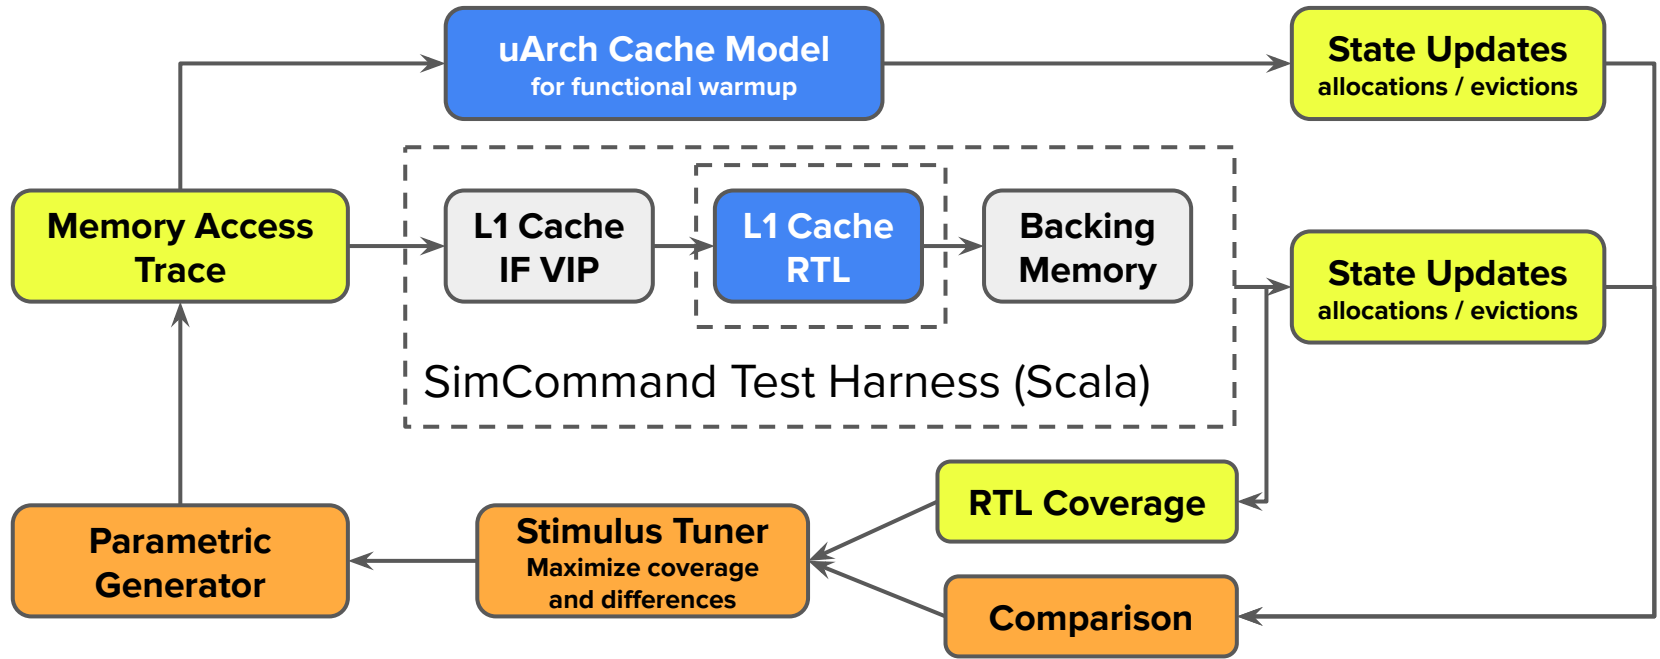 uArch Cache Model
for functional warmup
State Updates
allocations / evictions
Memory Access
Trace
L1 Cache
IF VIP
L1 Cache
RTL
Backing
Memory
State Updates
allocations / evictions
SimCommand Test Harness (Scala)
RTL Coverage
Parametric
Generator
Stimulus Tuner
Maximize coverage
and differences
Comparison